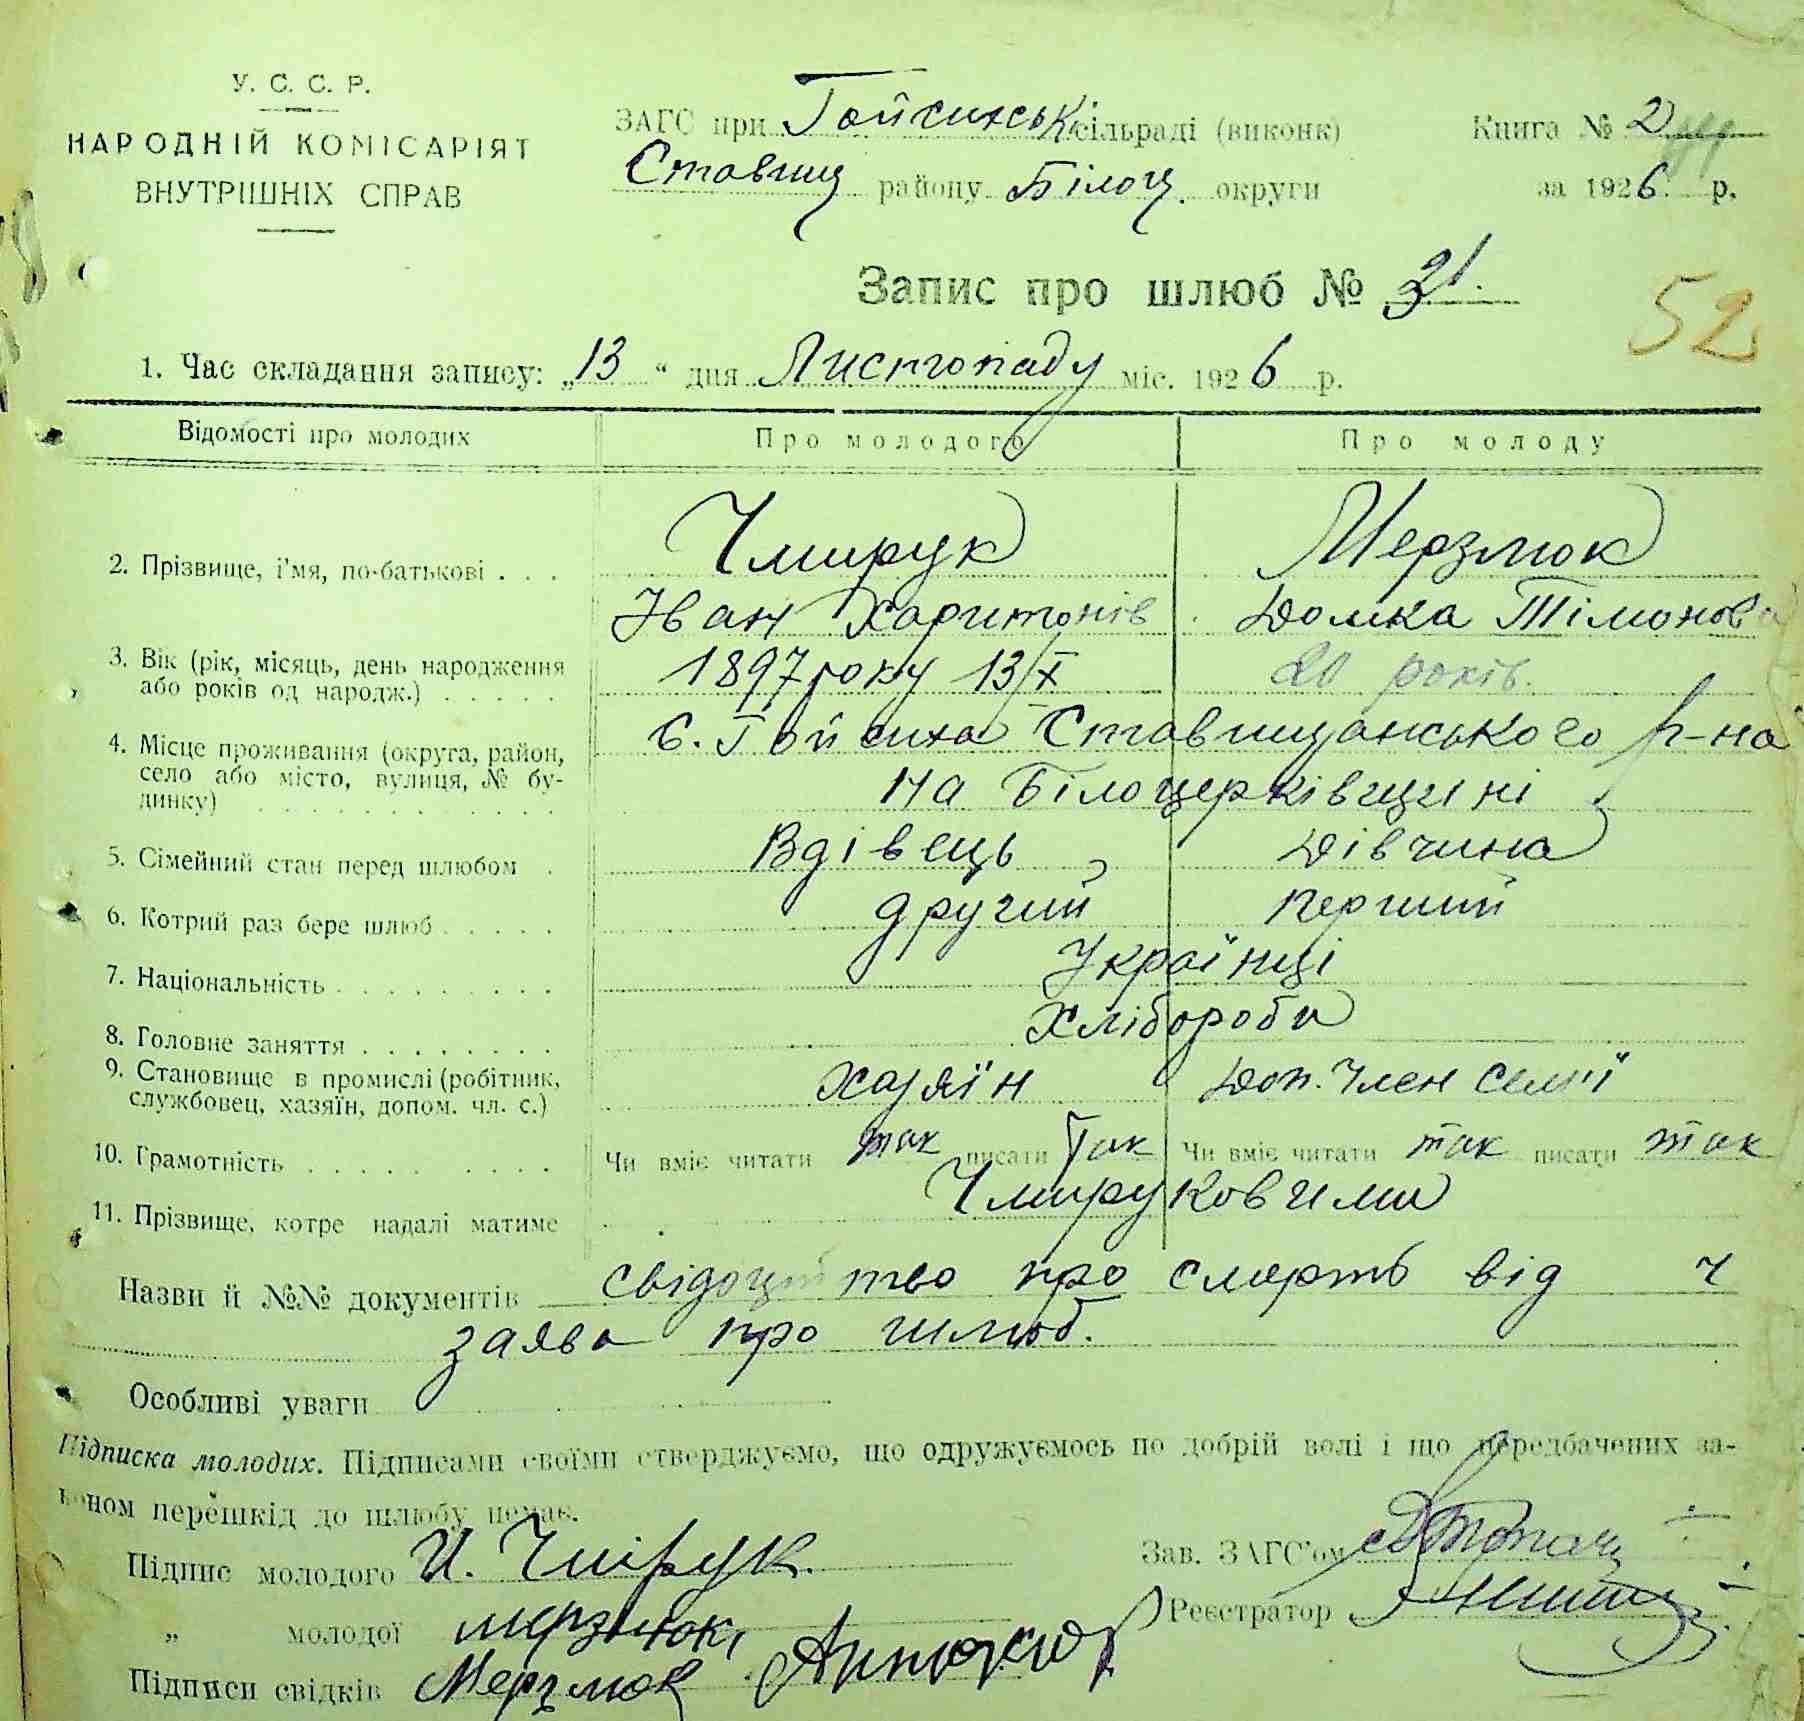 У. С. С. Р.
НАРОДНІЙ КОМІСАРІЯТ
ВНУТРІШНІХ СПРАВ
ЗАГС при Гойсинськ сільраді (виконк)
Ставищ району Білоц. округи
Книга № 2
за 1926 р.
Запис про шлюб № 31.
52
1. Час складання запису: „13“ дня Листопаду міс. 1926 р.
Відомості про молодих Про молодого Про молоду
2. Прізвище, і'мя, по-батькові . . . Чмирук Мерзлюк
Іван Харитонів Домка Тімонова
3. Вік (рік, місяць, день народження або років од народж.) . . . . . 1897 року 13/X 20 років.
4. Місце проживання (округа, район, село або місто, вулиця, № будинку) с. Гойсиха Ставищанського р-на
на Білоцерківщині
5. Сімейний стан перед шлюбом . Вдівець Дівчина
6. Котрий раз бере шлюб . . . . . другий перший
7. Національність . . . . . . . . Українці
8. Головне заняття . . . . . . . . Хлібороби
9. Становище в промислі (робітник, службовец, хазяїн, допом. чл. с.) хазяїн Доп. член семї
10. Грамотність . . . . . . . . Чи вміє читати так писати так Чи вміє читати так писати так
11. Прізвище, котре надалі матиме Чмируковими
Назви й №№ документів свідоцтво про смерть від ч
заява про шлюб.
Особливі уваги
Підписка молодих. Підписами своїми стверджуємо, що одружуємось по добрій волі і що передбачених за-
коном перешкід до шлюбу немає.
Підпис молодого И. Чмірук.
„ молодої мерзлюк
Підписи свідків Мерзлюк
Зав. ЗАГС'ом
Реєстратор